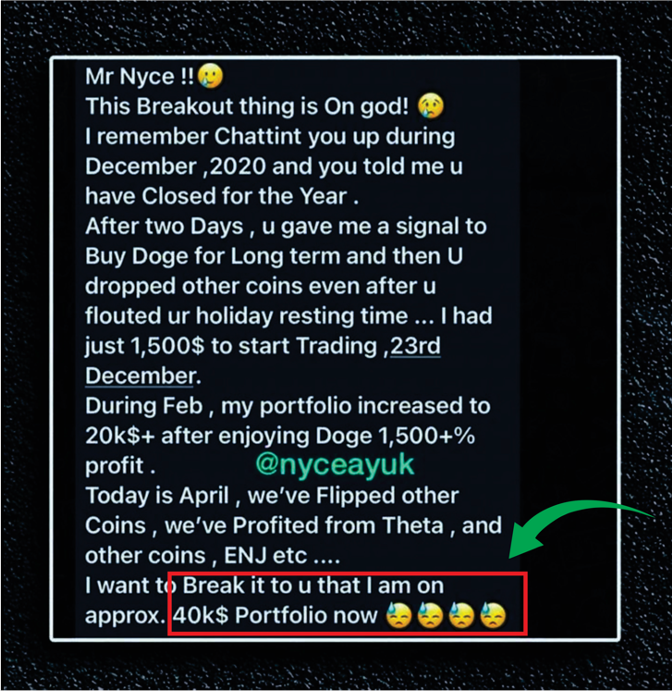 Mr Nyce !!🥲
This Breakout thing is On god! 😢
I remember Chattint you up during
December ,2020 and you told me u
have Closed for the Year .
After two Days , u gave me a signal to
Buy Doge for Long term and then U
dropped other coins even after u
flouted ur holiday resting time ... I had
just 1,500$ to start Trading ,23rd
December.
During Feb , my portfolio increased to
20k$+ after enjoying Doge 1,500+%
profit .
@nyceayuk
Today is April , we’ve Flipped other
Coins , we’ve Profited from Theta , and
other coins , ENJ etc ....
I want to Break it to u that I am on
approx. 40k$ Portfolio now 😓😓😓😓